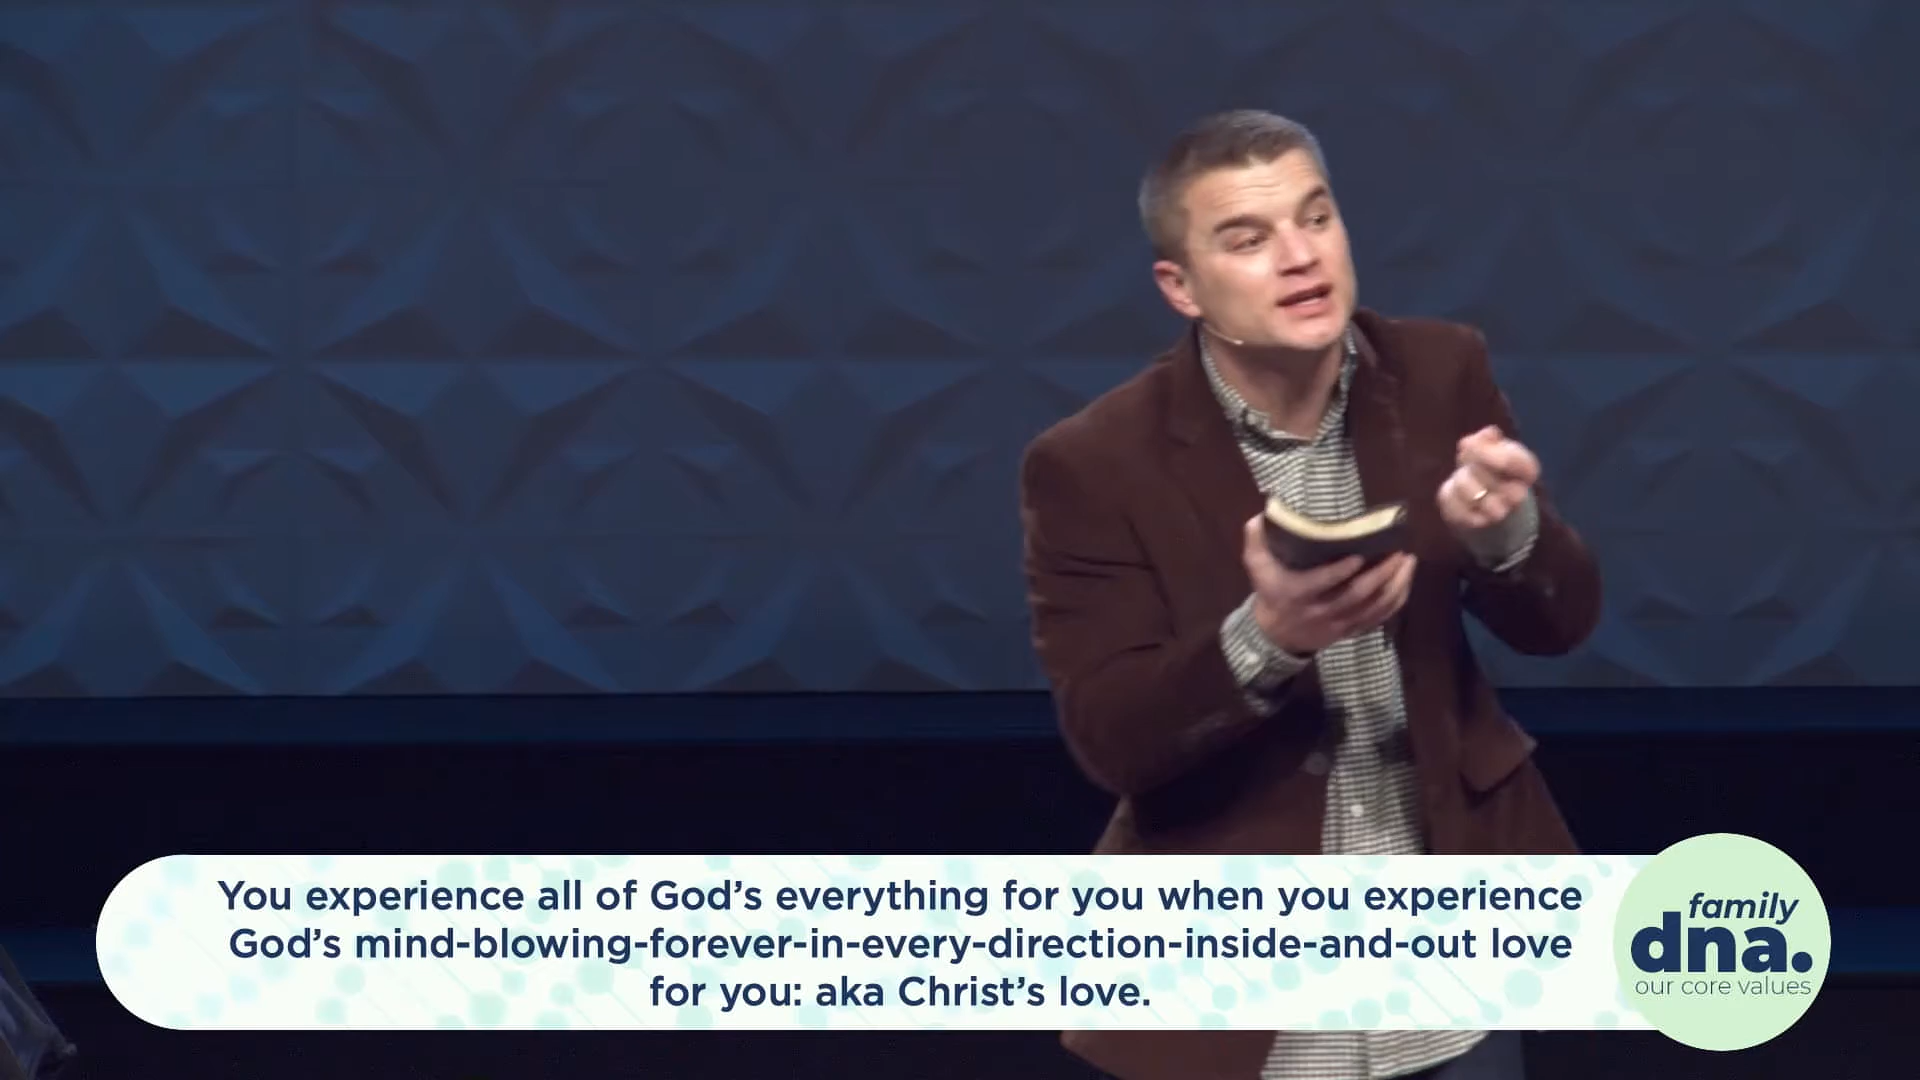 You experience all of God’s everything for you when you experience
God’s mind-blowing-forever-in-every-direction-inside-and-out love
for you: aka Christ’s love.
family
dna.
our core values